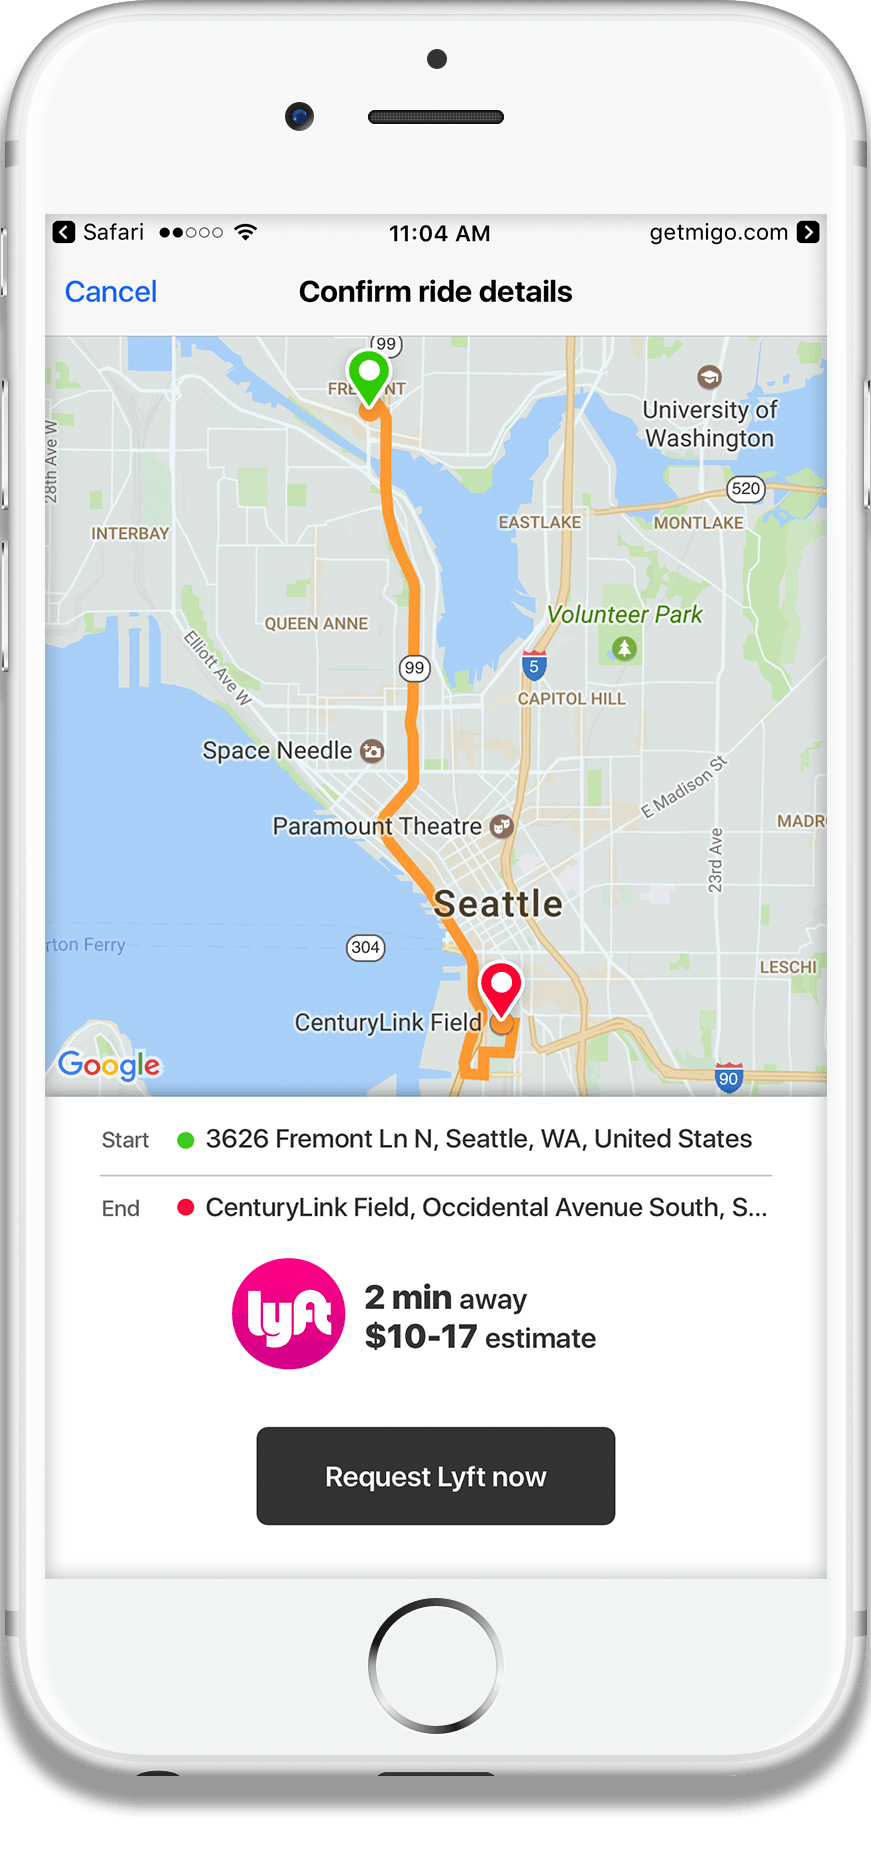 Safari 11:04 AM getmigo.com
Cancel Confirm ride details
99
FREMONT
University of
Washington
28th Ave W
520
EASTLAKE
MONTLAKE
INTERBAY
Volunteer Park
QUEEN ANNE
Elliott Ave W
99
5
CAPITOL HILL
Space Needle
E Madison St
Paramount Theatre
MADR
23rd Ave
Seattle
rton Ferry
304
LESCHI
CenturyLink Field
Google
90
Start 3626 Fremont Ln N, Seattle, WA, United States
End CenturyLink Field, Occidental Avenue South, S...
lyft
2 min away
$10-17 estimate
Request Lyft now